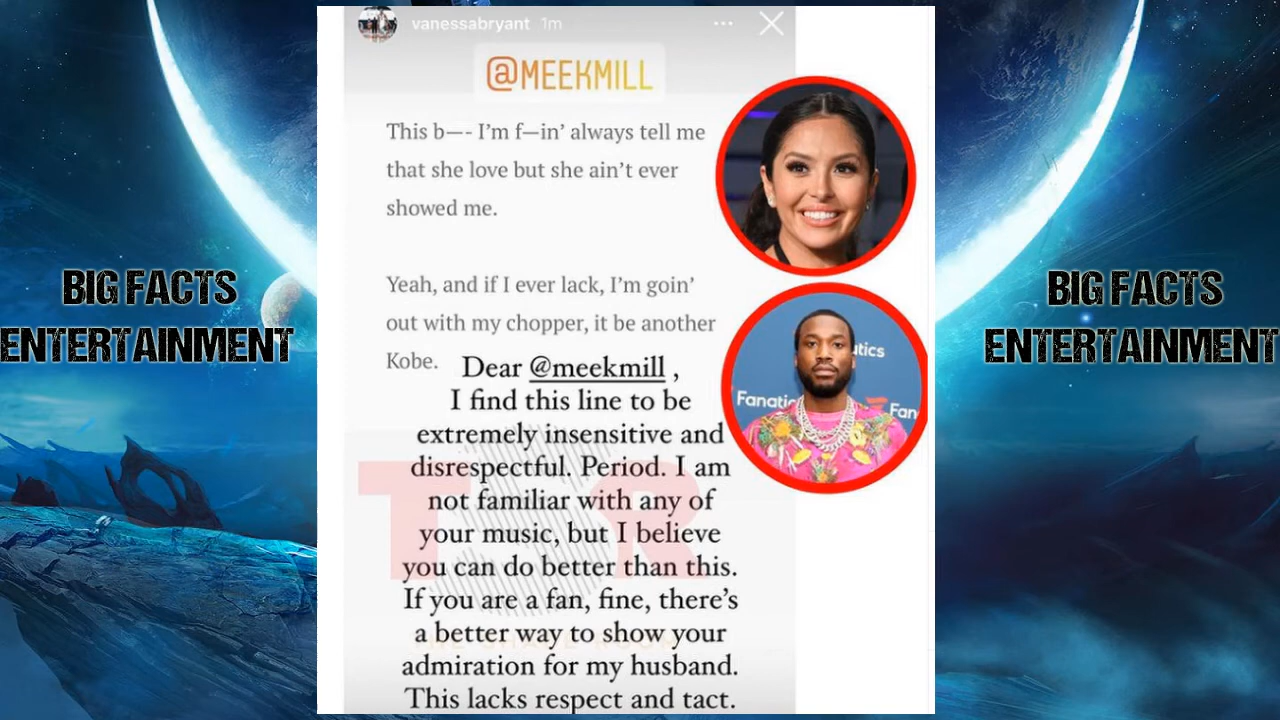 vanessabryant 1m
@MEEKMILL
This b—-- I'm f—in' always tell me
that she love but she ain't ever
showed me.
Yeah, and if I ever lack, I'm goin'
out with my chopper, it be another
Kobe.
Dear @meekmill ,
I find this line to be
extremely insensitive and
disrespectful. Period. I am
not familiar with any of
your music, but I believe
you can do better than this.
If you are a fan, fine, there's
a better way to show your
admiration for my husband.
This lacks respect and tact.
TSR
BIG FACTS
ENTERTAINMENT
BIG FACTS
ENTERTAINMENT
Fanatic
atics
Fan